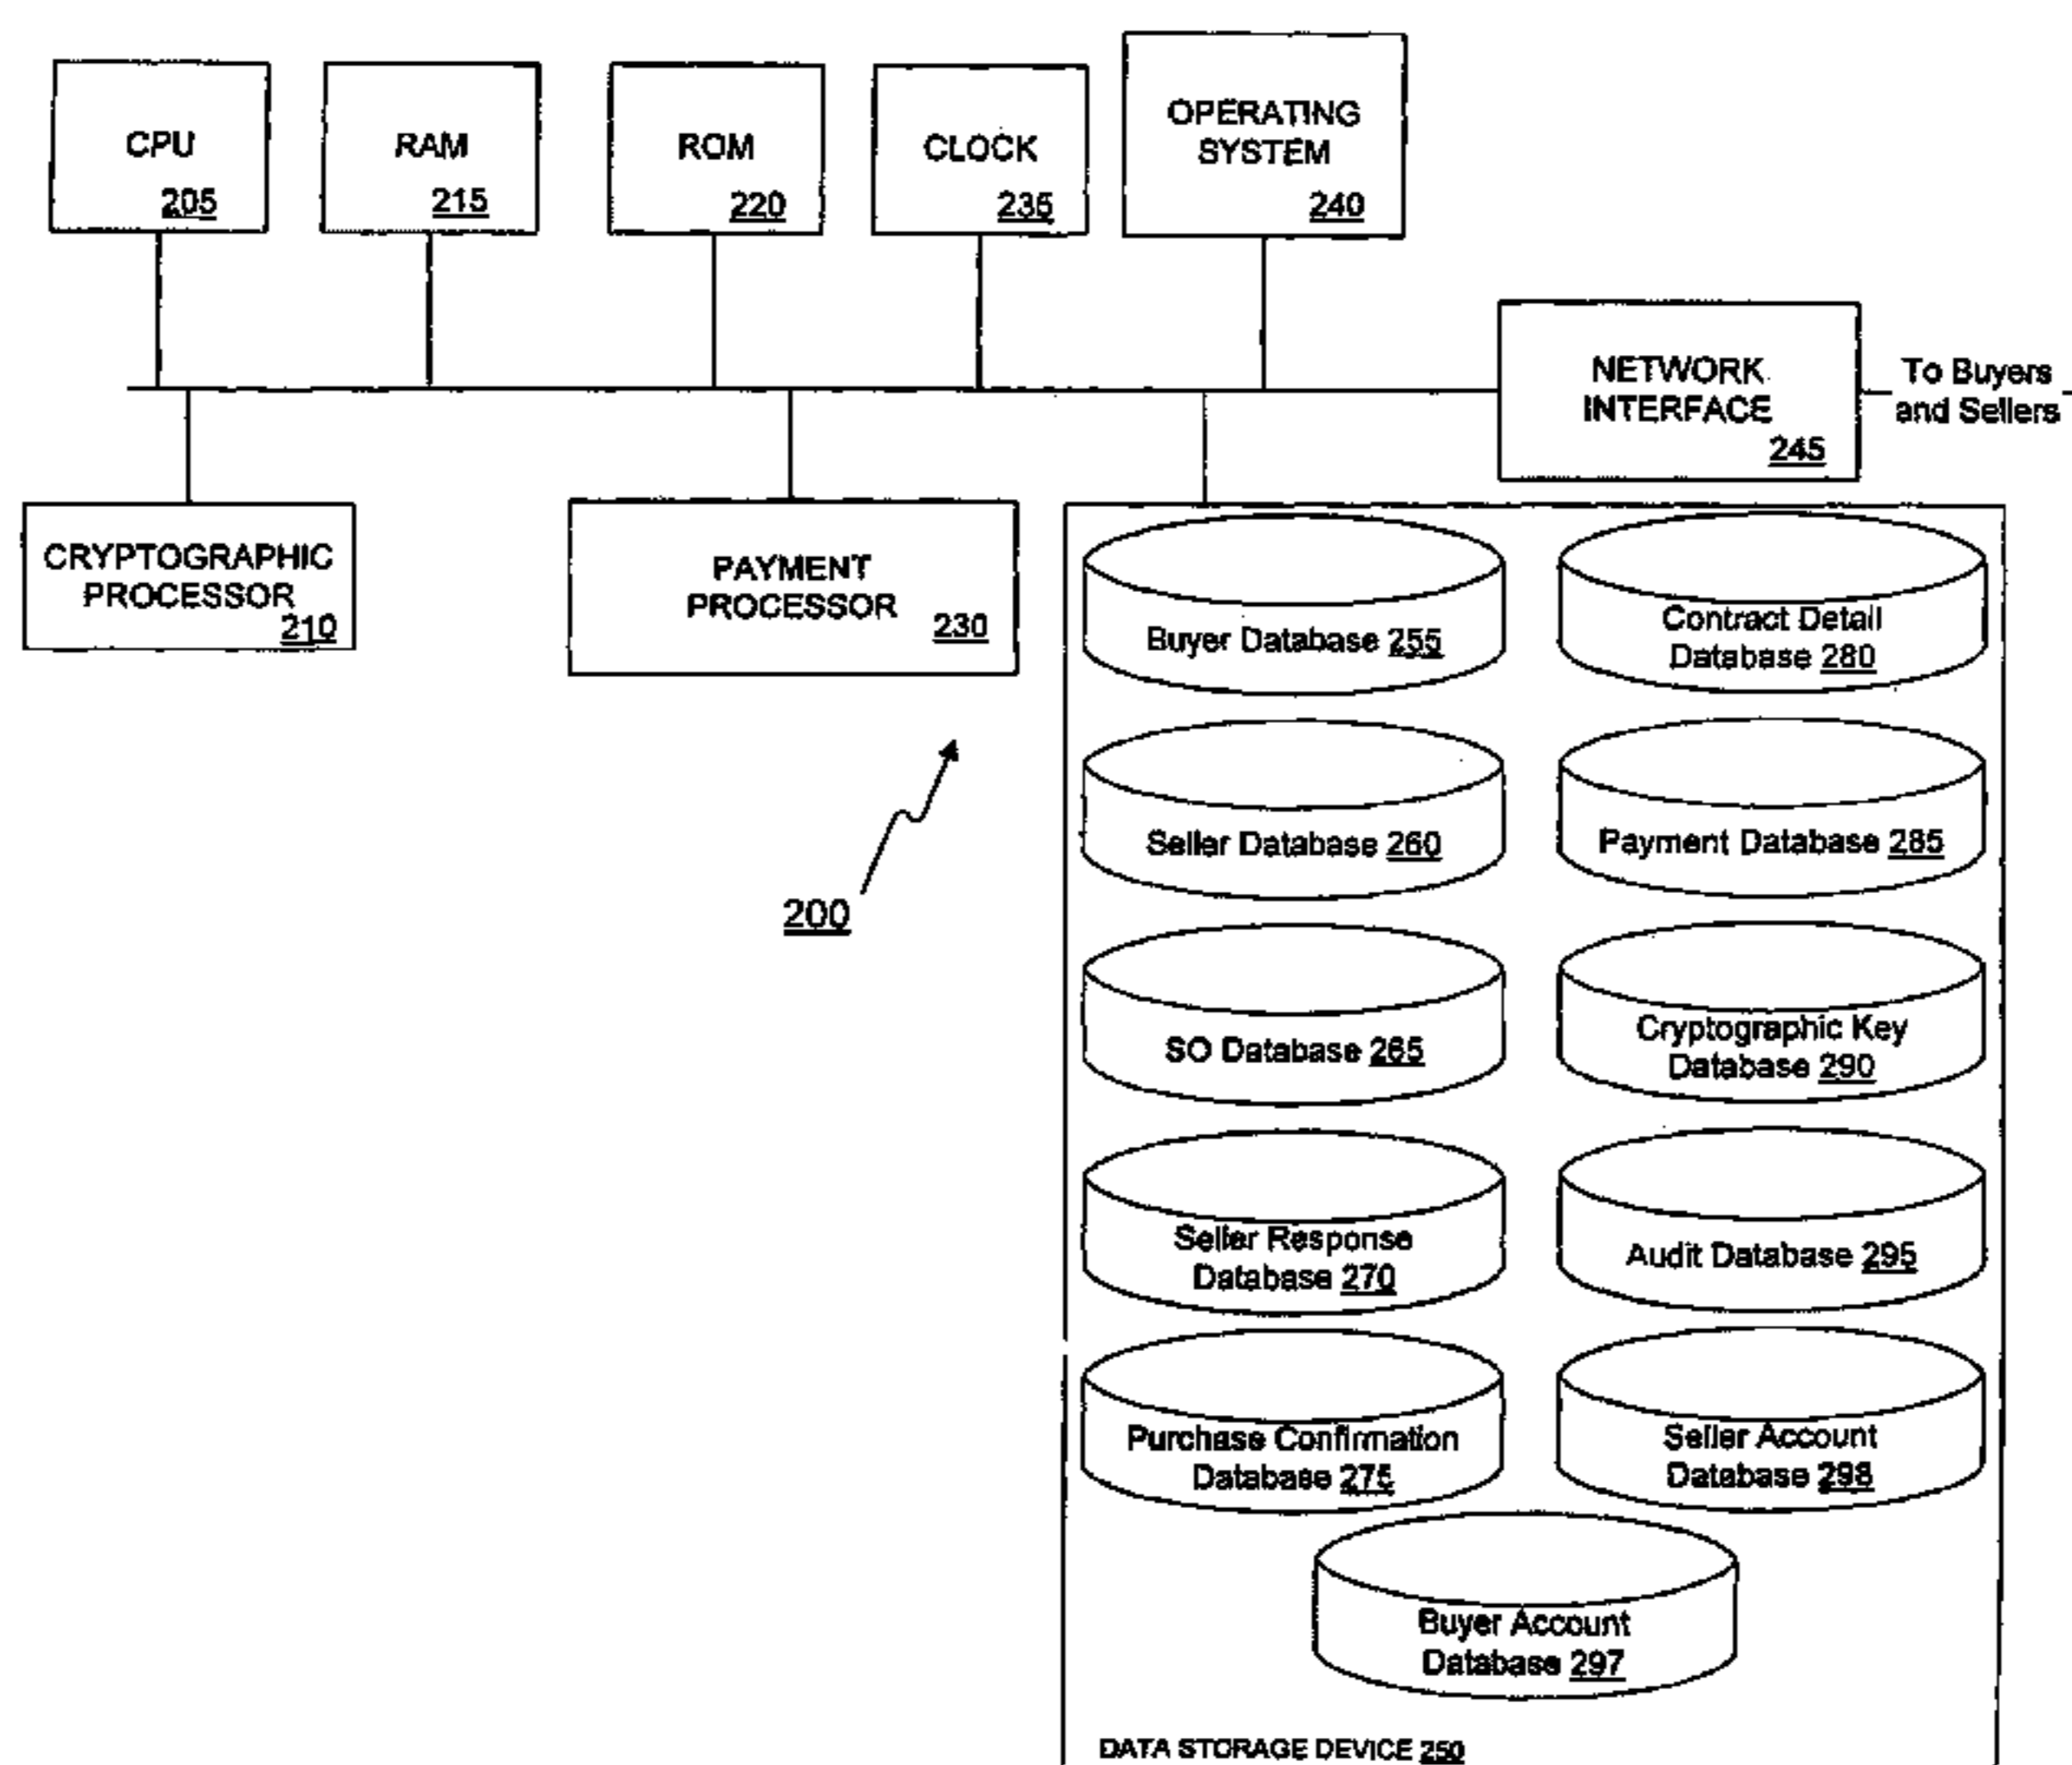 CPU
205
RAM
215
ROM
220
CLOCK
235
OPERATING
SYSTEM
240
NETWORK
INTERFACE
245
To Buyers
and Sellers
CRYPTOGRAPHIC
PROCESSOR
210
PAYMENT
PROCESSOR
230
200
Buyer Database 255
Contract Detail
Database 280
Seller Database 260
Payment Database 285
SO Database 265
Cryptographic Key
Database 290
Seller Response
Database 270
Audit Database 295
Purchase Confirmation
Database 275
Seller Account
Database 298
Buyer Account
Database 297
DATA STORAGE DEVICE 250